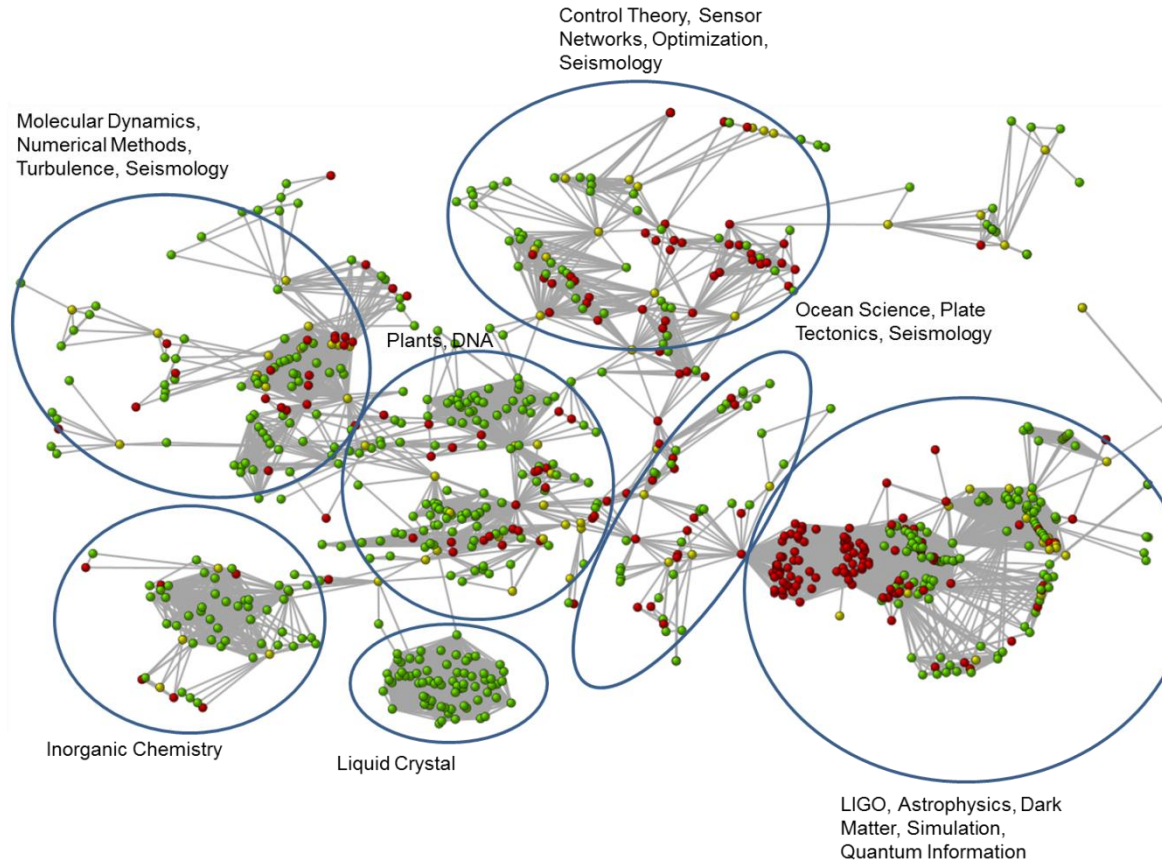 Control Theory, Sensor
Networks, Optimization,
Seismology
Molecular Dynamics,
Numerical Methods,
Turbulence, Seismology
Ocean Science, Plate
Tectonics, Seismology
Plants, DNA
Inorganic Chemistry
Liquid Crystal
LIGO, Astrophysics, Dark
Matter, Simulation,
Quantum Information